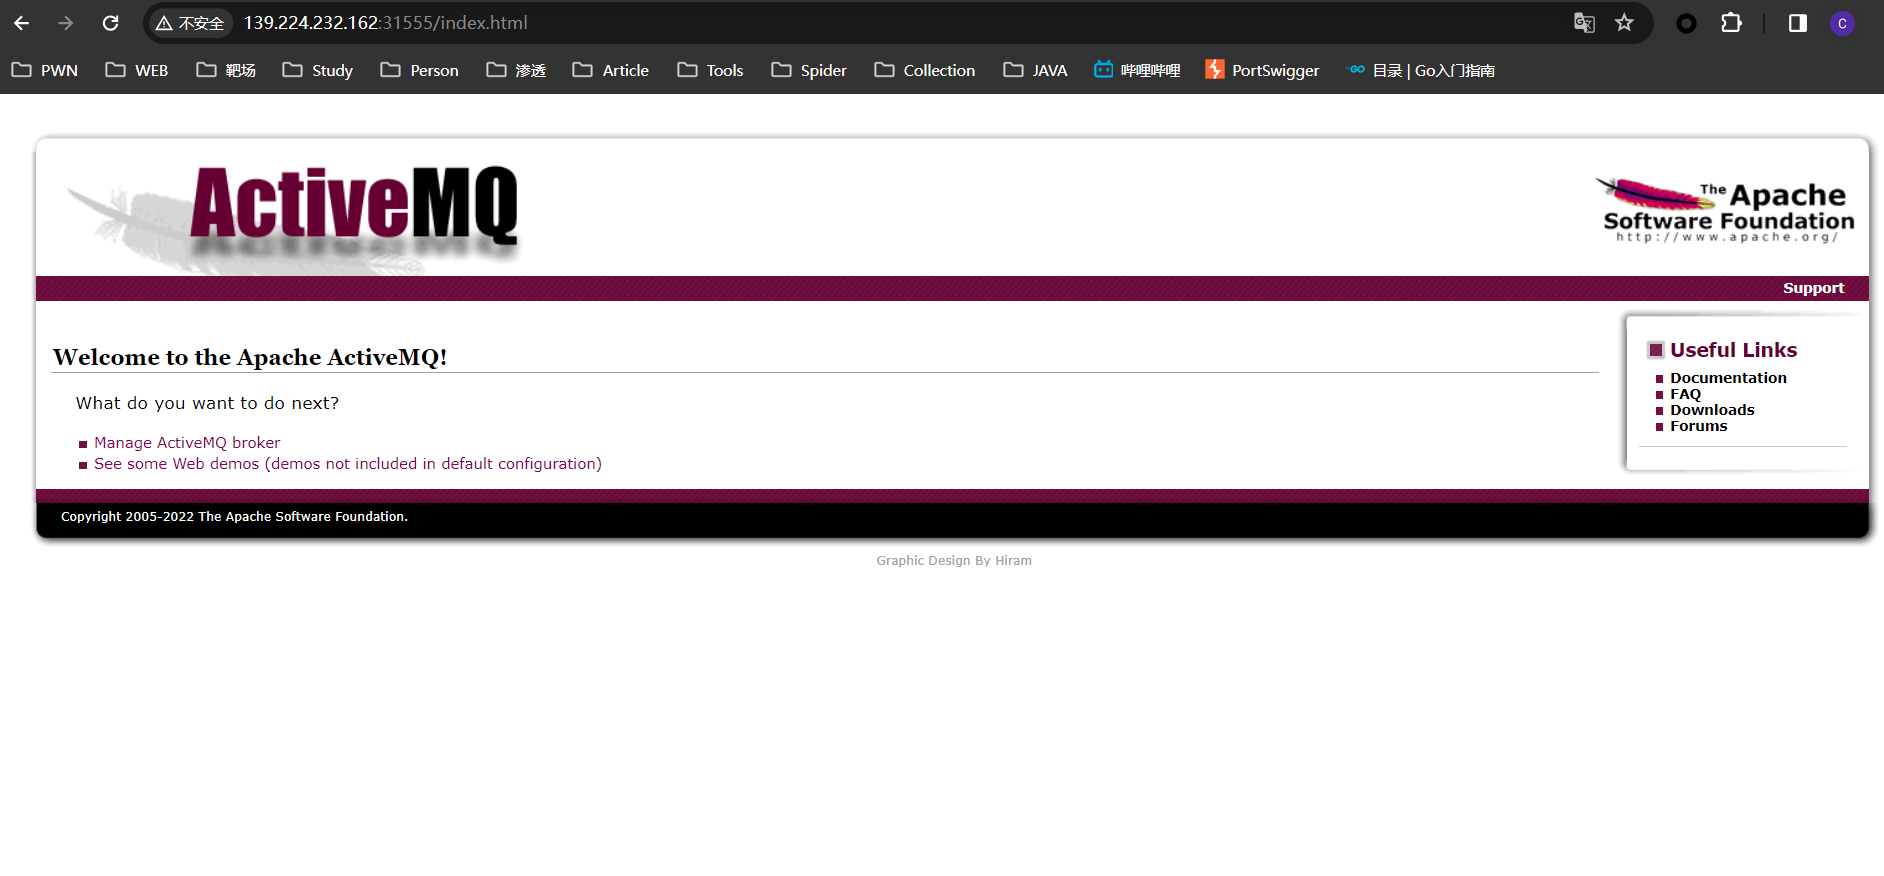 不安全 139.224.232.162:31555/index.html C
PWN WEB 靶场 Study Person 渗透 Article Tools Spider Collection JAVA 哔哩哔哩 PortSwigger GO 目录 | Go入门指南
ActiveMQ
The Apache
Software Foundation
http://www.apache.org/
Support
Welcome to the Apache ActiveMQ!
What do you want to do next?
Manage ActiveMQ broker
See some Web demos (demos not included in default configuration)
Useful Links
Documentation
FAQ
Downloads
Forums
Copyright 2005-2022 The Apache Software Foundation.
Graphic Design By Hiram